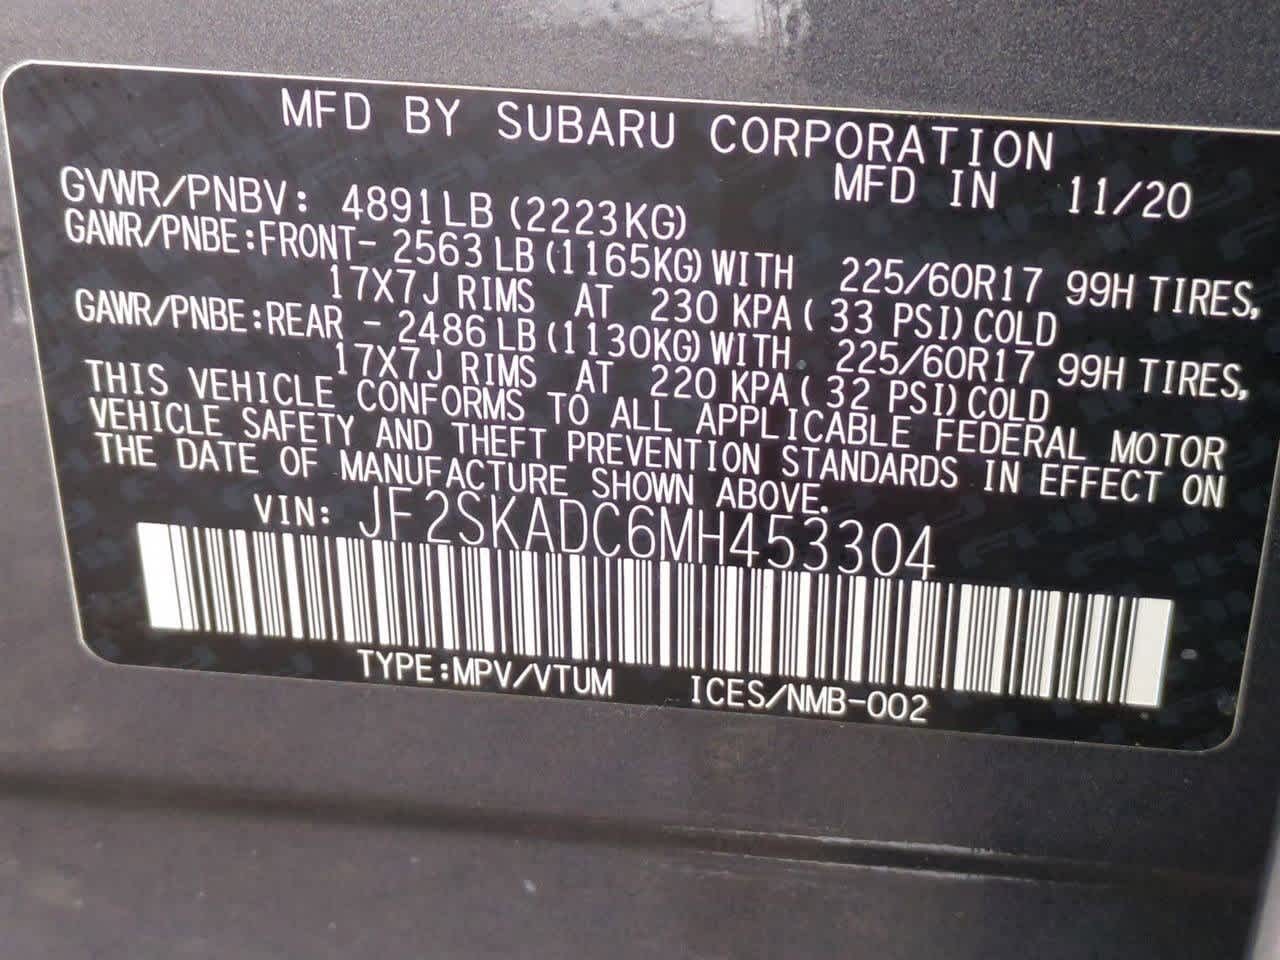 MFD BY SUBARU CORPORATION
MFD IN 11/20
GVWR/PNBV: 4891LB (2223KG)
GAWR/PNBE:FRONT- 2563 LB (1165KG) WITH 225/60R17 99H TIRES,
17X7J RIMS AT 230 KPA ( 33 PSI) COLD
GAWR/PNBE:REAR - 2486 LB (1130KG) WITH 225/60R17 99H TIRES,
17X7J RIMS AT 220 KPA ( 32 PSI) COLD
THIS VEHICLE CONFORMS TO ALL APPLICABLE FEDERAL MOTOR
VEHICLE SAFETY AND THEFT PREVENTION STANDARDS IN EFFECT ON
THE DATE OF MANUFACTURE SHOWN ABOVE.
VIN: JF2SKADC6MH453304
TYPE:MPV/VTUM ICES/NMB-002